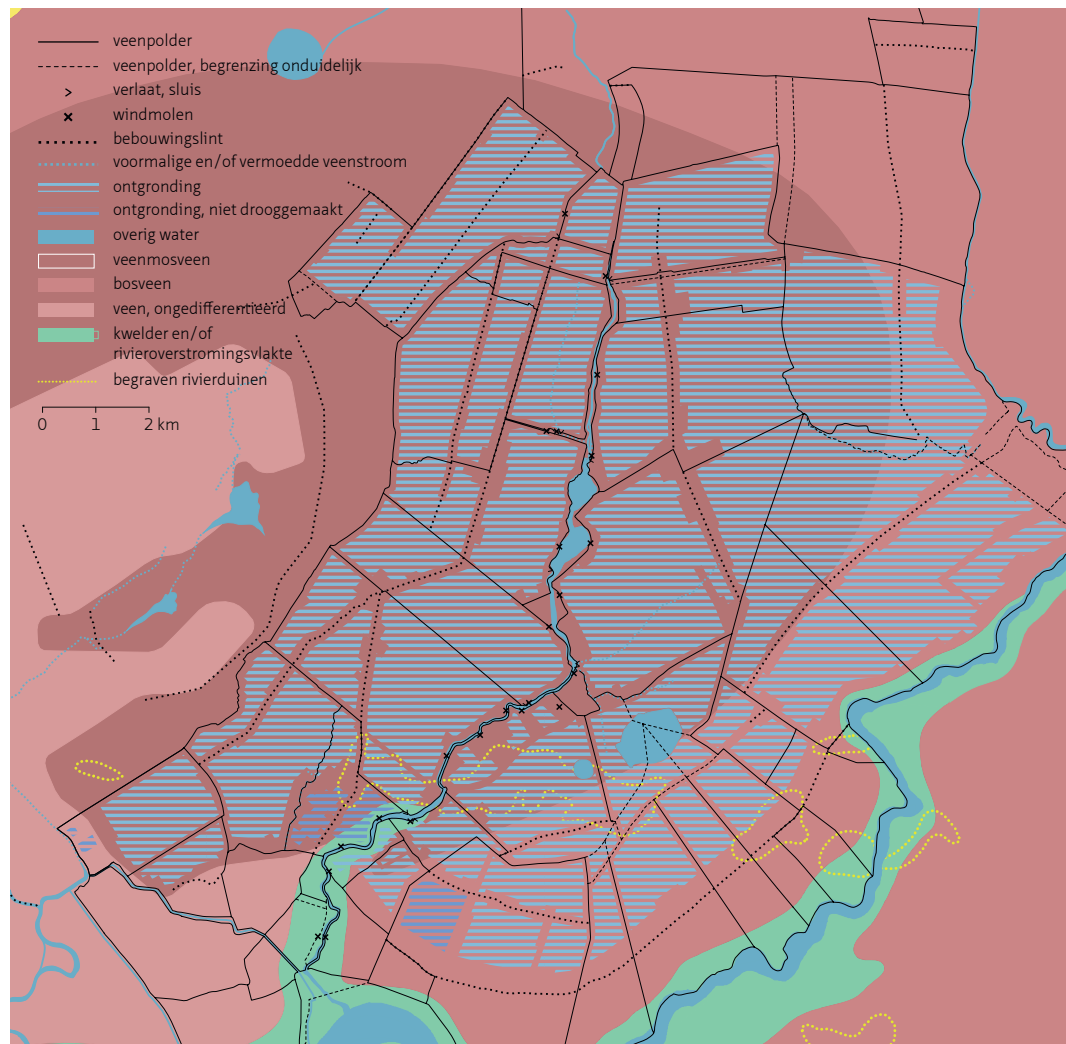 veenpolder
veenpolder, begrenzing onduidelijk
verlaat, sluis
windmolen
bebouwingslint
voormalige en/of vermoedde veenstroom
ontgronding
ontgronding, niet drooggemaakt
overig water
veenmosveen
bosveen
veen, ongedifferentieerd
kwelder en/of
rivieroverstromingsvlakte
begraven rivierduinen
0 1 2 km